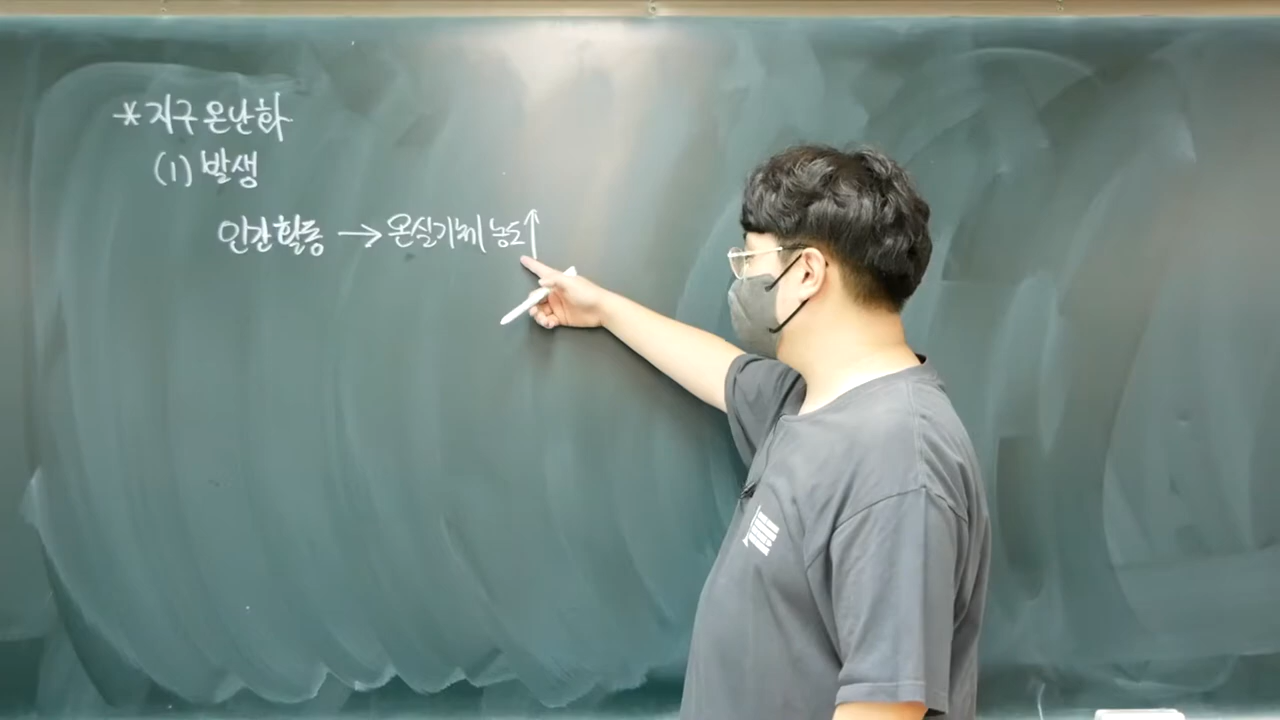 * 지구온난화
(1) 발생
인간활동 → 온실기체 농도↑